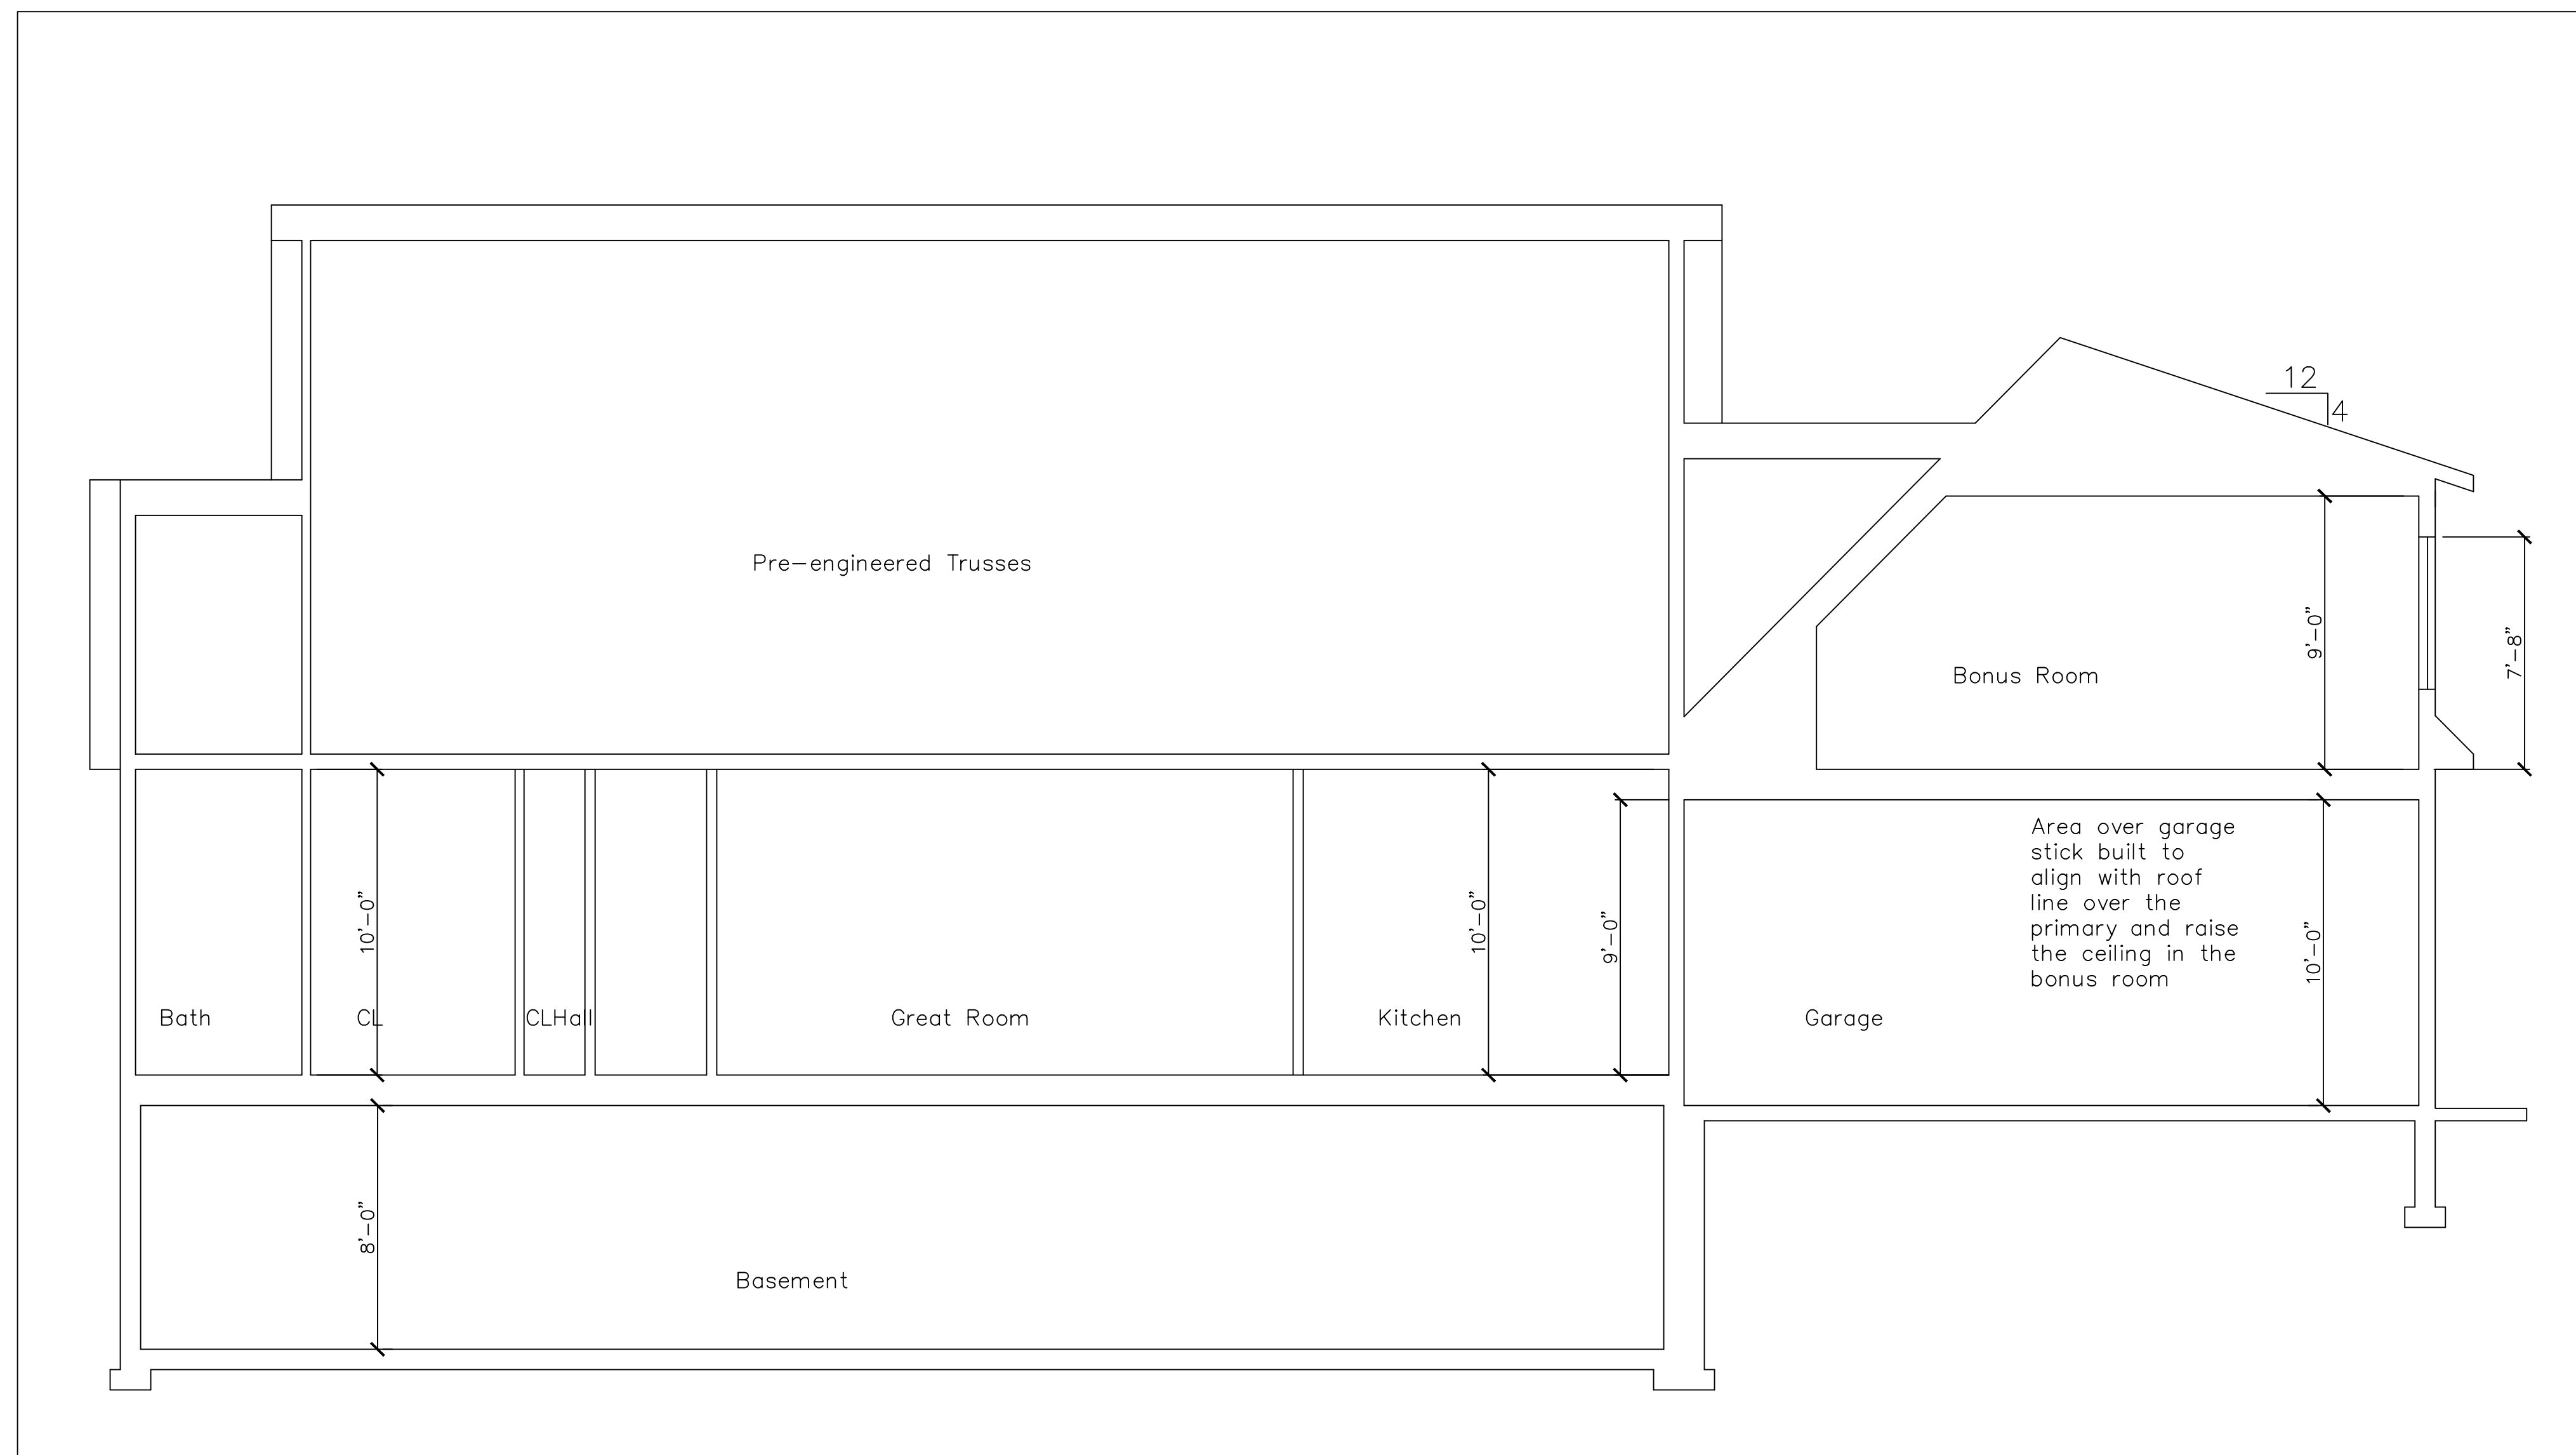 12
4
Pre-engineered Trusses
9'-0"
7'-8"
Bonus Room
Area over garage
stick built to
align with roof
line over the
primary and raise
the ceiling in the
bonus room
10'-0"
10'-0"
9'-0"
10'-0"
Bath
CL
CLHall
Great Room
Kitchen
Garage
8'-0"
Basement